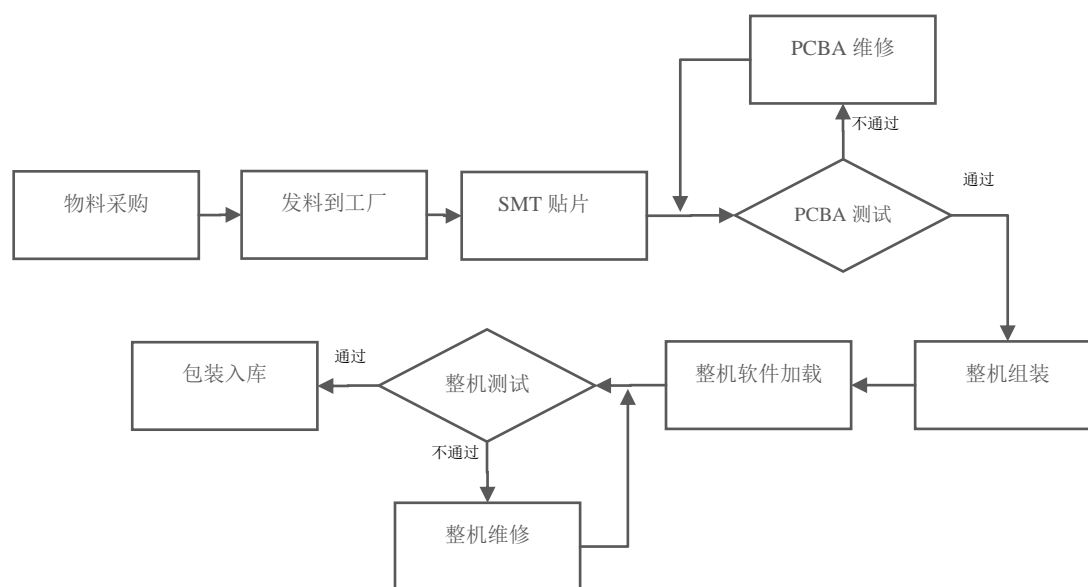 PCBA 维修
不通过
物料采购
发料到工厂
SMT 贴片
PCBA 测试
通过
包装入库
通过
整机测试
整机软件加载
整机组装
不通过
整机维修